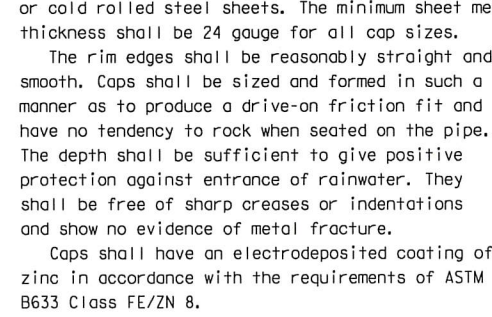 or cold rolled steel sheets. The minimum sheet me
thickness shall be 24 gauge for all cap sizes.
The rim edges shall be reasonably straight and
smooth. Caps shall be sized and formed in such a
manner as to produce a drive-on friction fit and
have no tendency to rock when seated on the pipe.
The depth shall be sufficient to give positive
protection against entrance of rainwater. They
shall be free of sharp creases or indentations
and show no evidence of metal fracture.
Caps shall have an electrodeposited coating of
zinc in accordance with the requirements of ASTM
B633 Class FE/ZN 8.